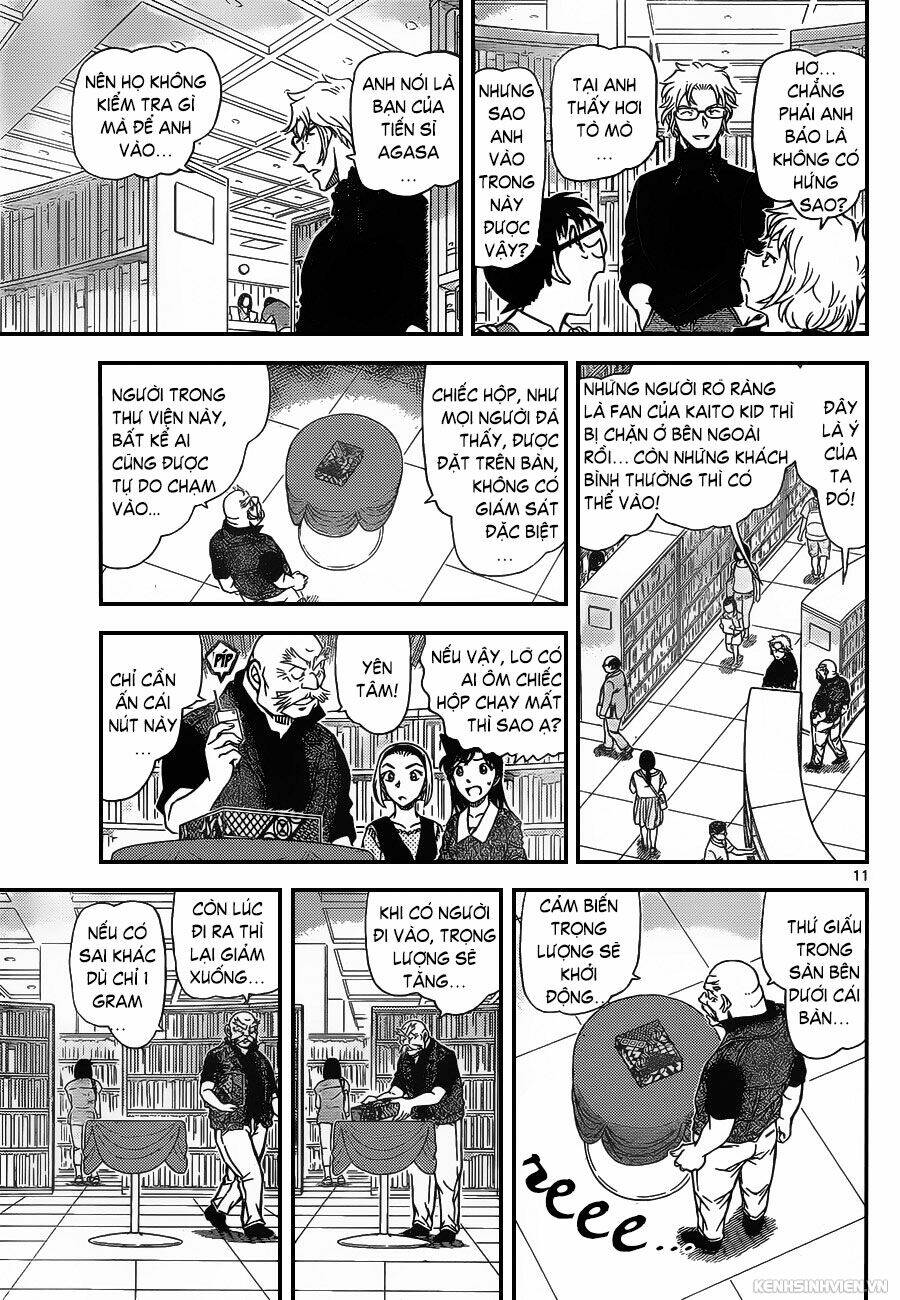 HƠ...
CHẲNG
PHẢI ANH
BẢO LÀ
KHÔNG CÓ
HỨNG
SAO?
TẠI ANH
THẤY HƠI
TÒ MÒ
...
NHƯNG
SAO
ANH
VÀO
TRONG
NÀY
ĐƯỢC
VẬY?
ANH NÓI LÀ
BẠN CỦA
TIẾN SĨ
AGASA
...
NÊN HỌ KHÔNG
KIỂM TRA GÌ
MÀ ĐỂ ANH
VÀO...
ĐÂY
LÀ Ý
CỦA
TA
ĐÓ!
NHỮNG NGƯỜI RÕ RÀNG
LÀ FAN CỦA KAITO KID THÌ
BỊ CHẶN Ở BÊN NGOÀI
RỒI... CÒN NHỮNG KHÁCH
BÌNH THƯỜNG THÌ CÓ
THỂ VÀO!
CHIẾC HỘP, NHƯ
MỌI NGƯỜI ĐÃ
THẤY, ĐƯỢC
ĐẶT TRÊN BÀN,
KHÔNG CÓ
GIÁM SÁT
ĐẶC BIỆT
...
NGƯỜI TRONG
THƯ VIỆN NÀY,
BẤT KỂ AI
CŨNG ĐƯỢC
TỰ DO CHẠM
VÀO...
NẾU VẬY, LỠ CÓ
AI ÔM CHIẾC
HỘP CHẠY MẤT
THÌ SAO Ạ?
YÊN
TÂM!
PÍP
CHỈ CẦN
ẤN CÁI
NÚT NÀY
...
11
THỨ GIẤU
TRONG
SÀN BÊN
DƯỚI CÁI
BÀN...
CẢM BIẾN
TRỌNG
LƯỢNG SẼ
KHỞI
ĐỘNG...
reee...
KHI CÓ NGƯỜI
ĐI VÀO, TRỌNG
LƯỢNG SẼ
TĂNG...
CÒN LÚC
ĐI RA THÌ
LẠI GIẢM
XUỐNG...
NẾU CÓ
SAI KHÁC
DÙ CHỈ 1
GRAM
...
KENHSINHVIEN.VN